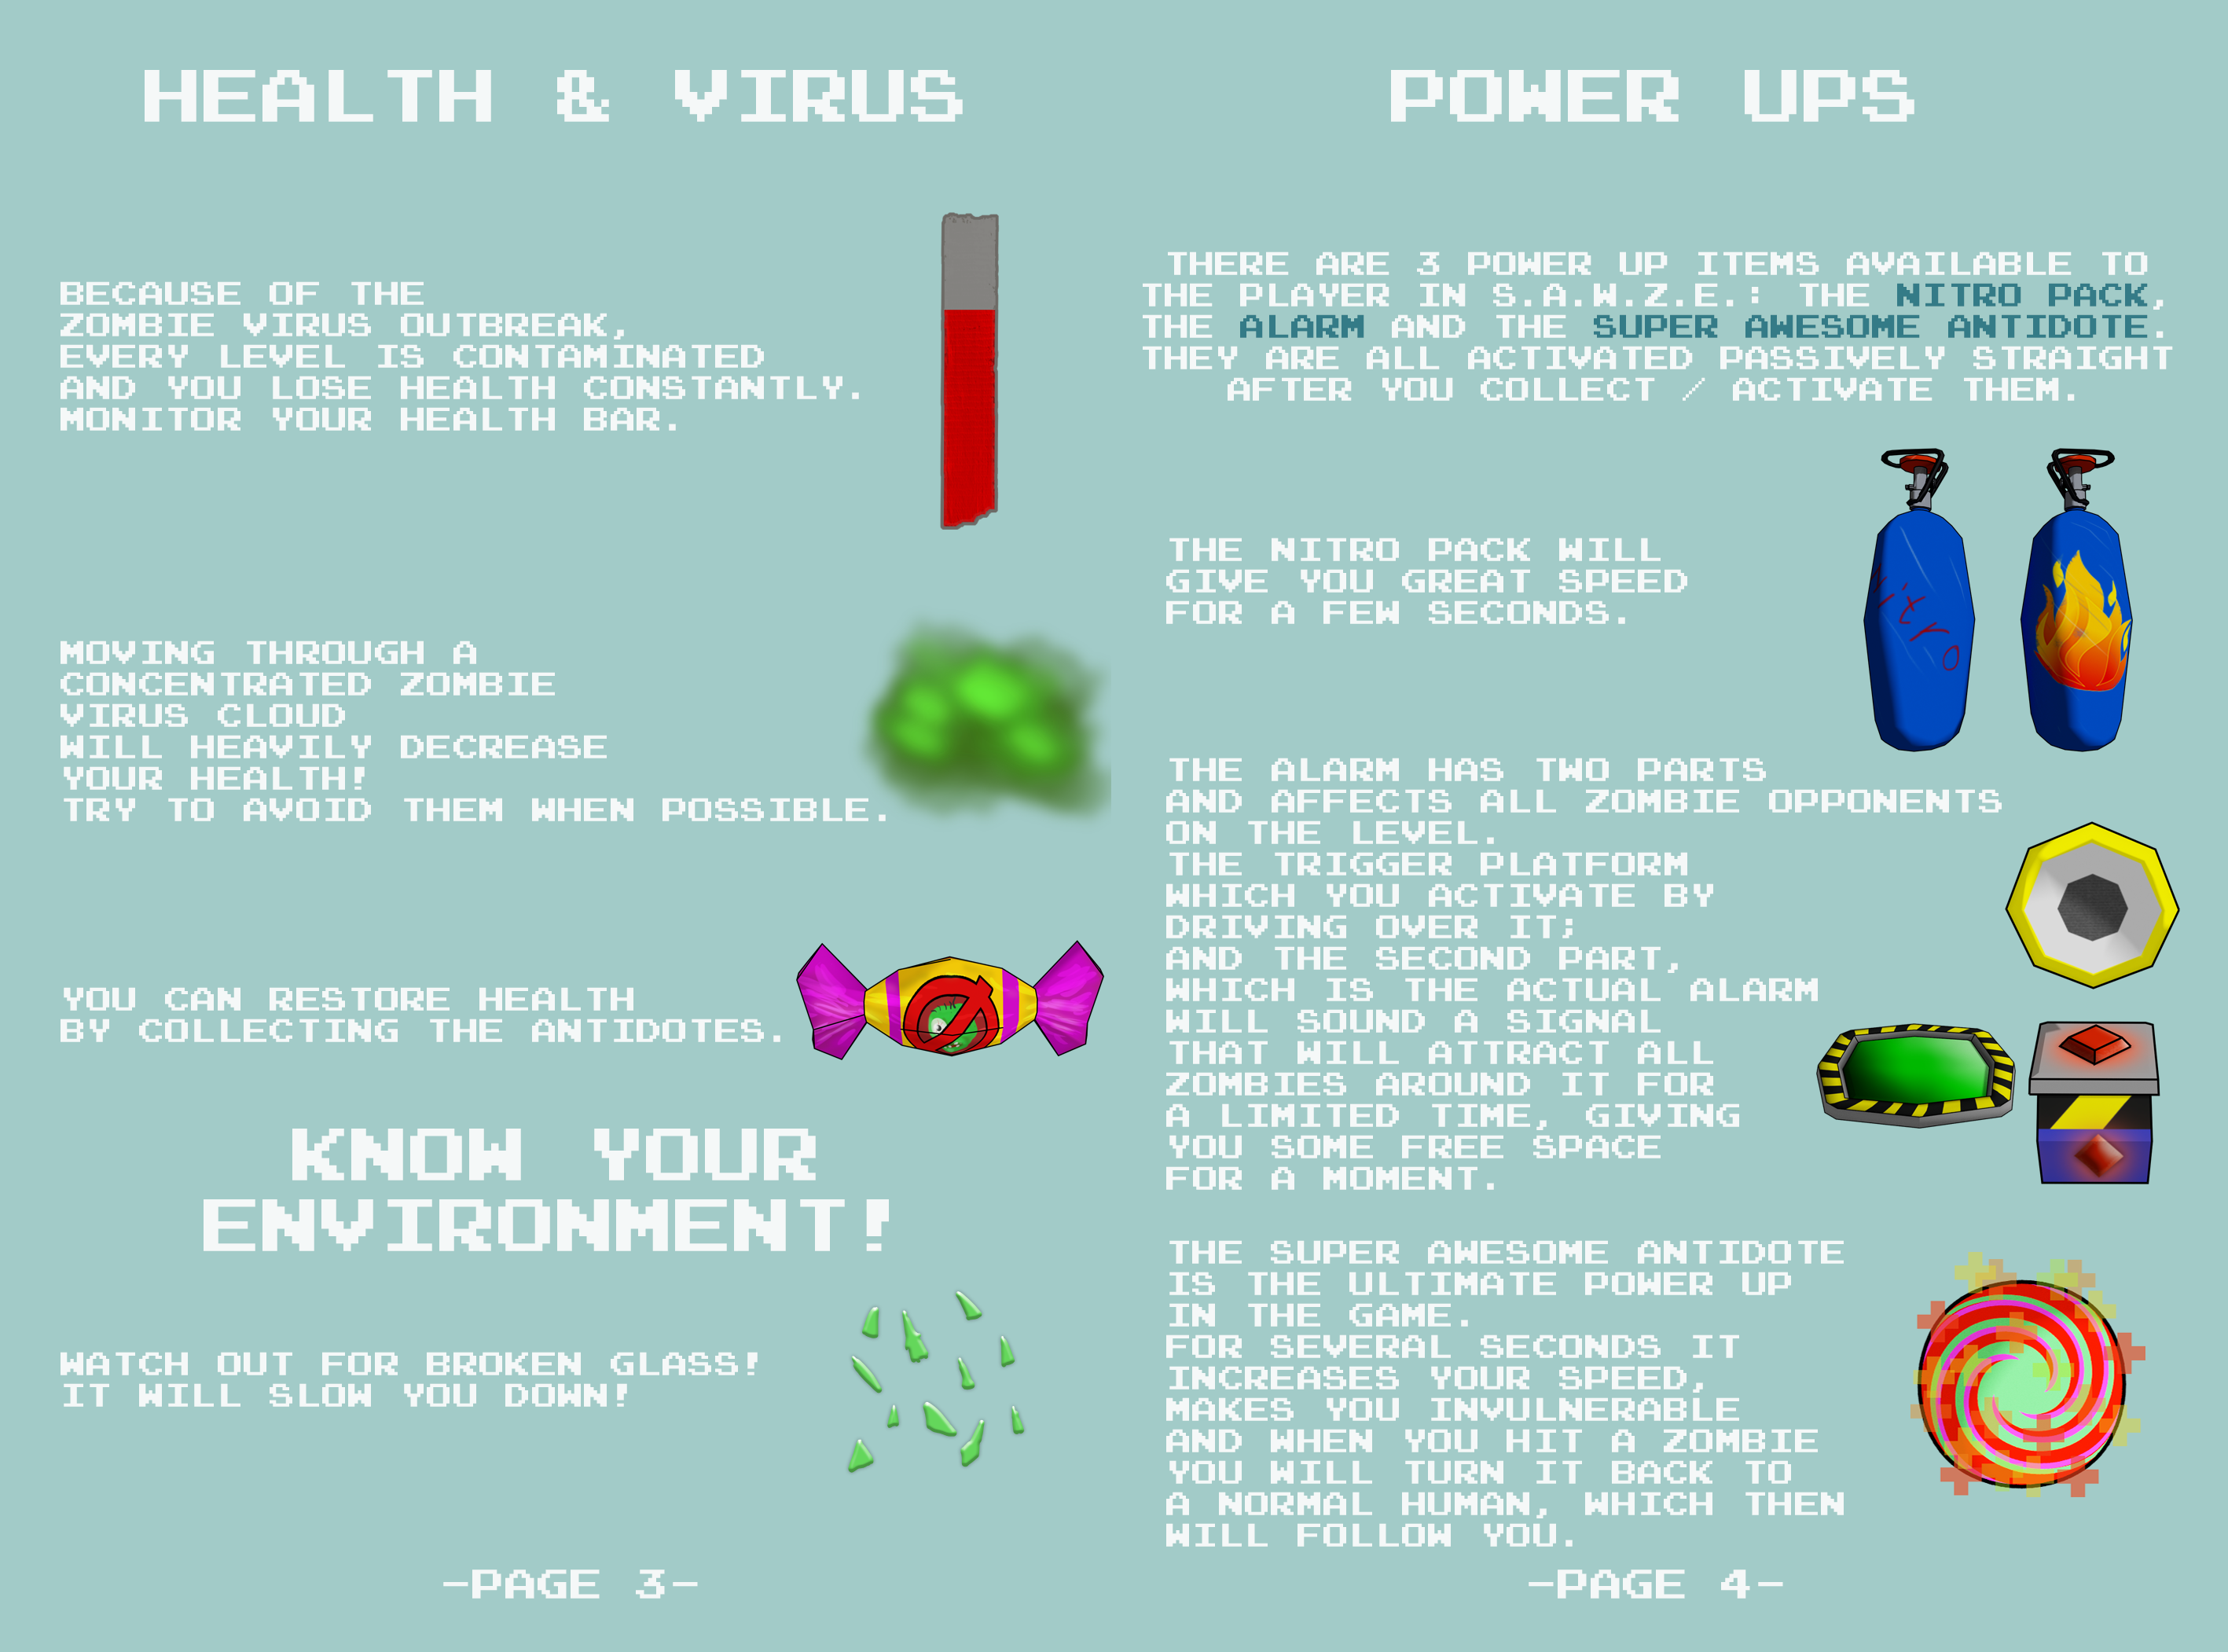 HEALTH & VIRUS
BECAUSE OF THE
ZOMBIE VIRUS OUTBREAK,
EVERY LEVEL IS CONTAMINATED
AND YOU LOSE HEALTH CONSTANTLY.
MONITOR YOUR HEALTH BAR.
MOVING THROUGH A
CONCENTRATED ZOMBIE
VIRUS CLOUD
WILL HEAVILY DECREASE
YOUR HEALTH!
TRY TO AVOID THEM WHEN POSSIBLE.
YOU CAN RESTORE HEALTH
BY COLLECTING THE ANTIDOTES.
KNOW YOUR
ENVIRONMENT!
WATCH OUT FOR BROKEN GLASS!
IT WILL SLOW YOU DOWN!
-PAGE 3-
POWER UPS
THERE ARE 3 POWER UP ITEMS AVAILABLE TO
THE PLAYER IN S.A.W.Z.E.: THE NITRO PACK,
THE ALARM AND THE SUPER AWESOME ANTIDOTE.
THEY ARE ALL ACTIVATED PASSIVELY STRAIGHT
AFTER YOU COLLECT / ACTIVATE THEM.
THE NITRO PACK WILL
GIVE YOU GREAT SPEED
FOR A FEW SECONDS.
Nitro
THE ALARM HAS TWO PARTS
AND AFFECTS ALL ZOMBIE OPPONENTS
ON THE LEVEL.
THE TRIGGER PLATFORM
WHICH YOU ACTIVATE BY
DRIVING OVER IT;
AND THE SECOND PART,
WHICH IS THE ACTUAL ALARM
WILL SOUND A SIGNAL
THAT WILL ATTRACT ALL
ZOMBIES AROUND IT FOR
A LIMITED TIME, GIVING
YOU SOME FREE SPACE
FOR A MOMENT.
THE SUPER AWESOME ANTIDOTE
IS THE ULTIMATE POWER UP
IN THE GAME.
FOR SEVERAL SECONDS IT
INCREASES YOUR SPEED,
MAKES YOU INVULNERABLE
AND WHEN YOU HIT A ZOMBIE
YOU WILL TURN IT BACK TO
A NORMAL HUMAN, WHICH THEN
WILL FOLLOW YOU.
-PAGE 4-